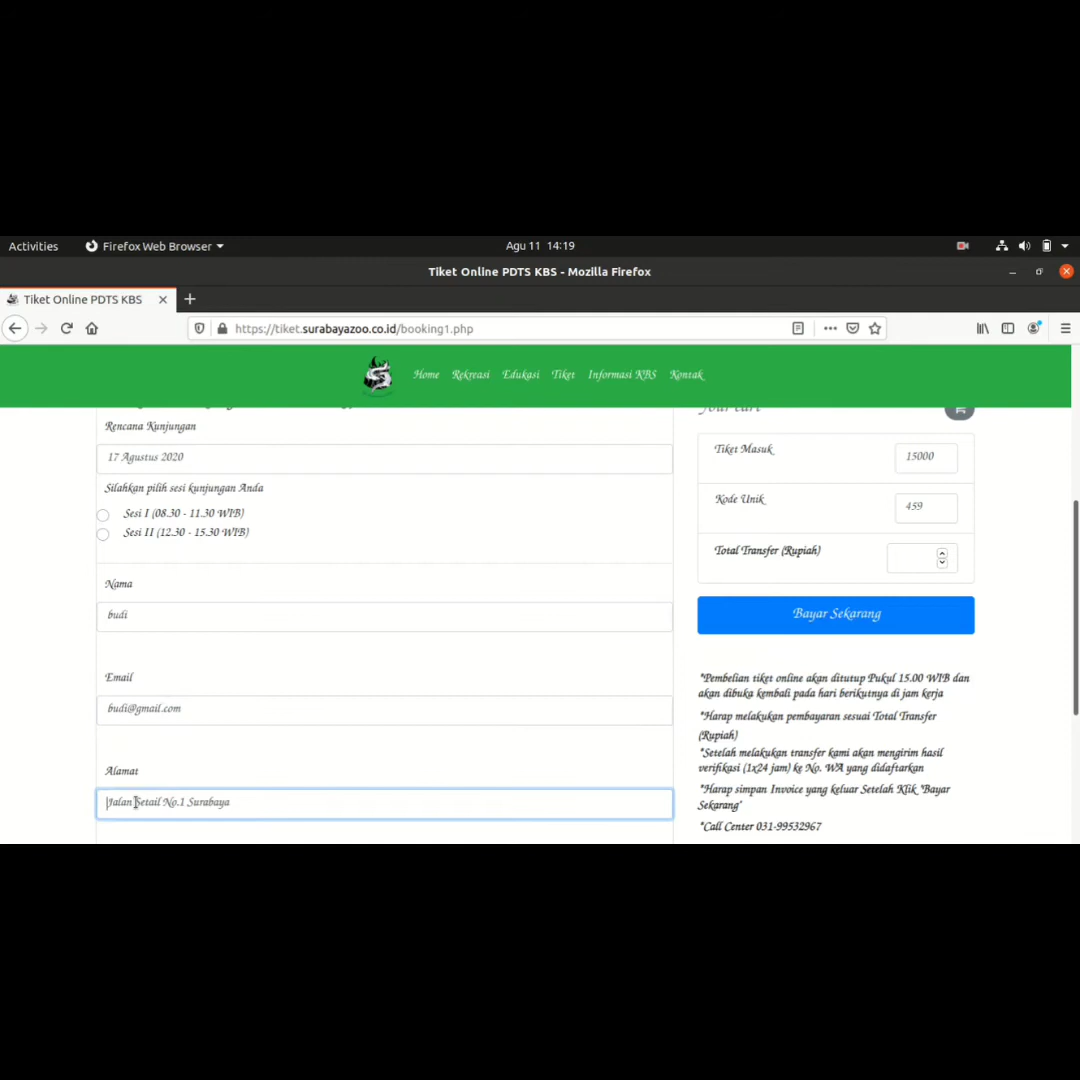 Activities
Firefox Web Browser
Agu 11 14:19
Tiket Online PDTS KBS - Mozilla Firefox
Tiket Online PDTS KBS
https://tiket.surabayazoo.co.id/booking1.php
Home Rekreasi Edukasi Tiket Informasi KBS Kontak
Rencana Kunjungan
17 Agustus 2020
Silahkan pilih sesi kunjungan Anda
Sesi I (08.30 - 11.30 WIB)
Sesi II (12.30 - 15.30 WIB)
Nama
budi
Email
budi@gmail.com
Alamat
Jalan Setail No.1 Surabaya
Your cart
Tiket Masuk
15000
Kode Unik
459
Total Transfer (Rupiah)
Bayar Sekarang
*Pembelian tiket online akan ditutup Pukul 15.00 WIB dan
akan dibuka kembali pada hari berikutnya di jam kerja
*Harap melakukan pembayaran sesuai Total Transfer
(Rupiah)
*Setelah melakukan transfer kami akan mengirim hasil
verifikasi (1x24 jam) ke No. WA yang didaftarkan
*Harap simpan Invoice yang keluar Setelah Klik "Bayar
Sekarang"
*Call Center 031-99532967